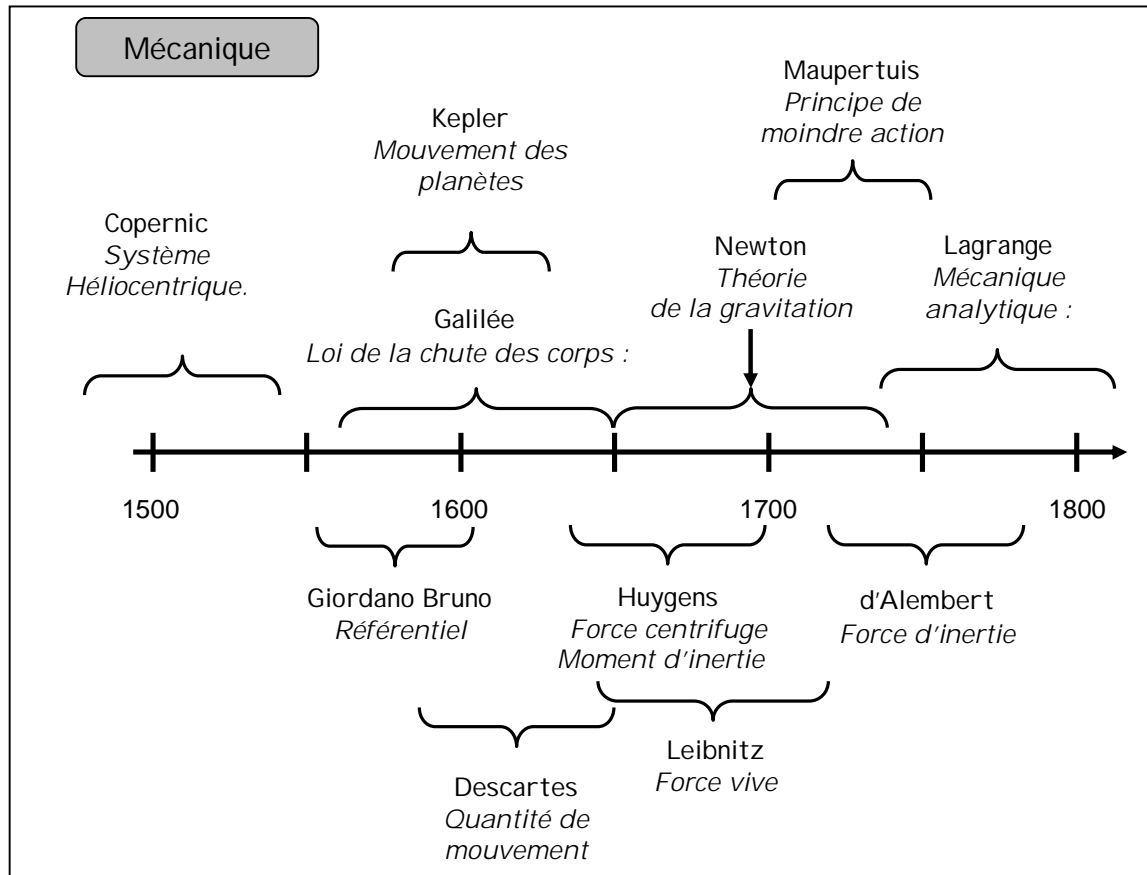 Mécanique
Maupertuis
Principe de
moindre action
Kepler
Mouvement des
planètes
Copernic
Système
Héliocentrique.
Newton
Théorie
de la gravitation
Lagrange
Mécanique
analytique :
Galilée
Loi de la chute des corps :
1500
1600
1700
1800
Giordano Bruno
Référentiel
Huygens
Force centrifuge
Moment d'inertie
d'Alembert
Force d’inertie
Leibnitz
Force vive
Descartes
Quantité de
mouvement